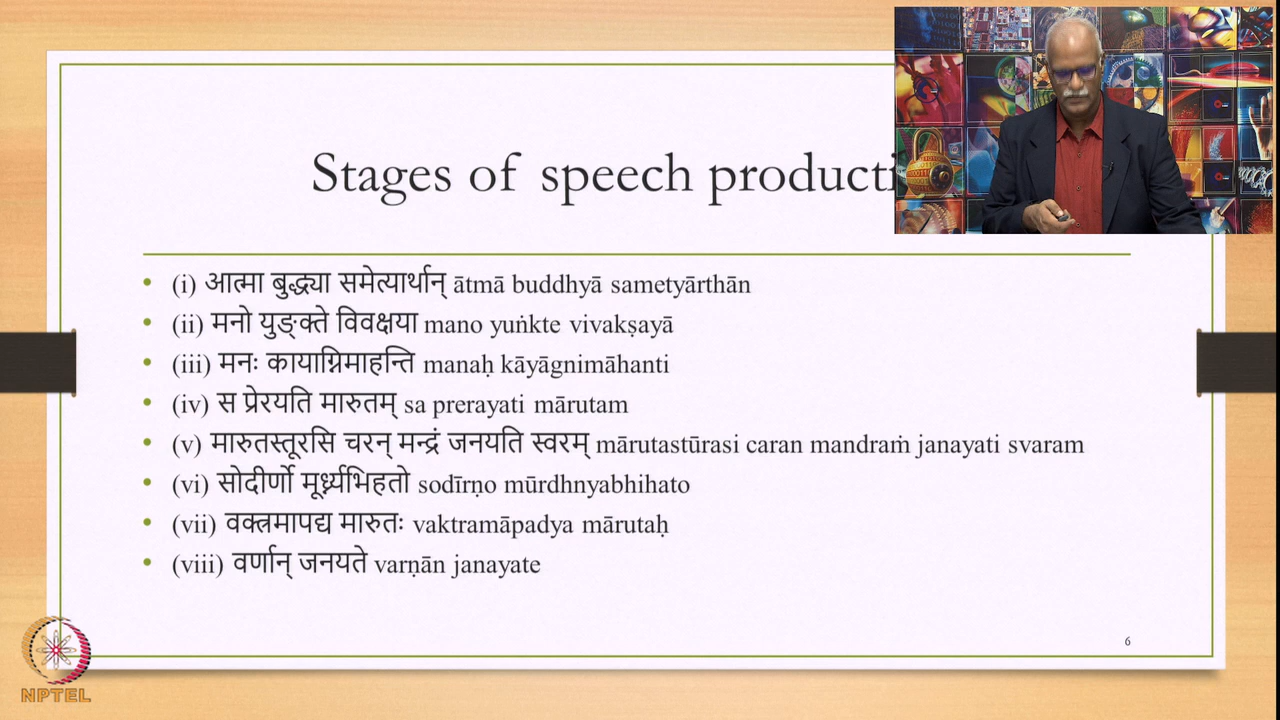 Stages of speech producti
• (i) आत्मा बुद्ध्या समेत्यार्थान् ātmā buddhyā sametyārthān
• (ii) मनो युङ्क्ते विवक्षया mano yuṅkte vivakṣayā
• (iii) मनः कायाग्निमाहन्ति manaḥ kāyāgnimāhanti
• (iv) स प्रेरयति मारुतम् sa prerayati mārutam
• (v) मारुतस्तूरसि चरन् मन्द्रं जनयति स्वरम् mārutastūrasi caran mandraṁ janayati svaram
• (vi) सोदीर्णो मूर्ध्न्यभिहतो sodīrṇo mūrdhnyabhihato
• (vii) वक्त्रमापद्य मारुतः vaktramāpadya mārutaḥ
• (viii) वर्णान् जनयते varṇān janayate
6
NPTEL